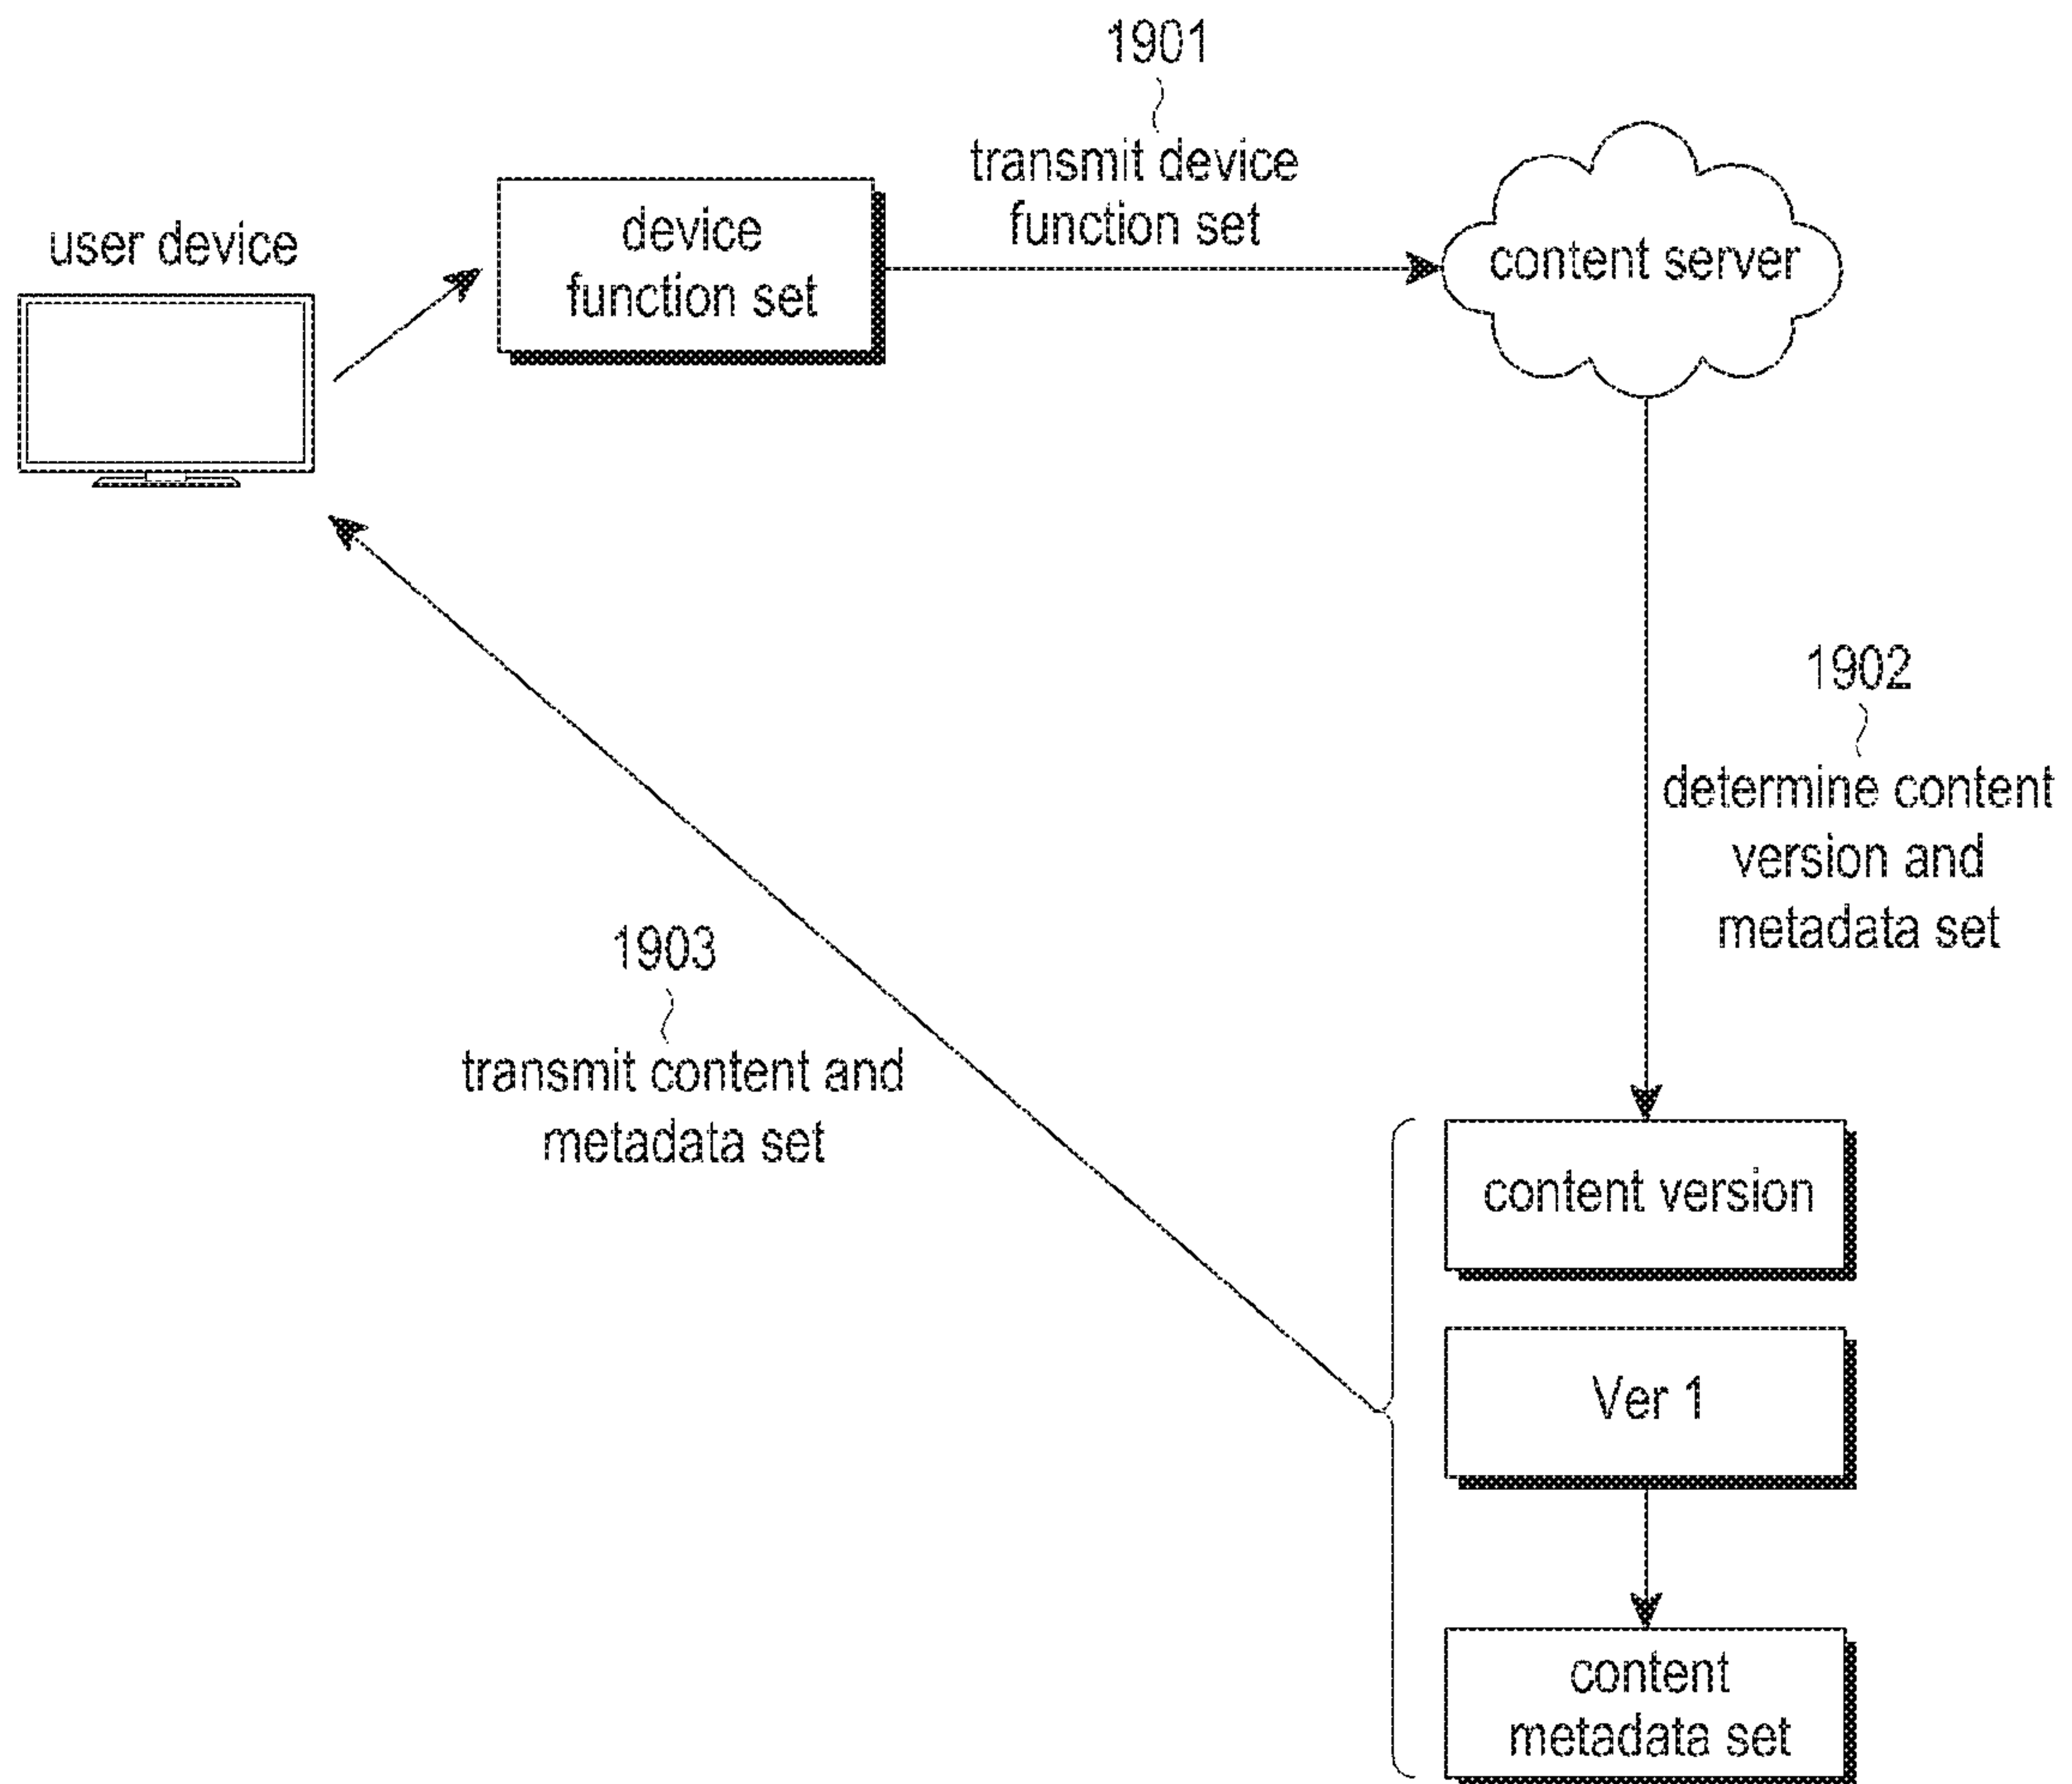 1901
transmit device
function set
user device
device
function set
content server
1902
determine content
version and
metadata set
1903
transmit content and
metadata set
content version
Ver 1
content
metadata set